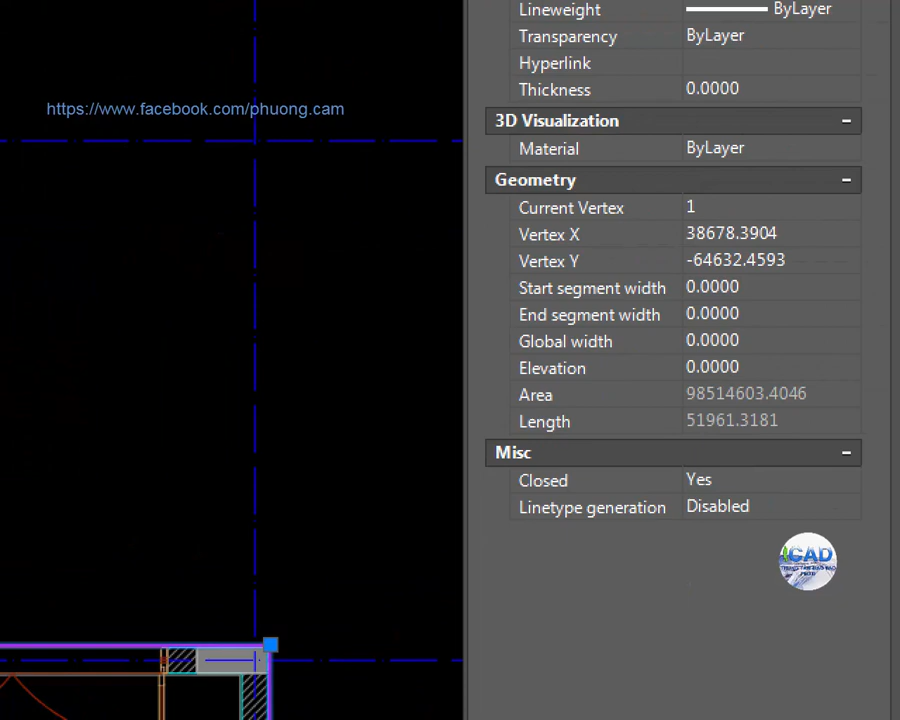 Lineweight ByLayer
Transparency ByLayer
Hyperlink
Thickness 0.0000
https://www.facebook.com/phuong.cam
3D Visualization
Material ByLayer
Geometry
Current Vertex 1
Vertex X 38678.3904
Vertex Y -64632.4593
Start segment width 0.0000
End segment width 0.0000
Global width 0.0000
Elevation 0.0000
Area 98514603.4046
Length 51961.3181
Misc
Closed Yes
Linetype generation Disabled
CAD